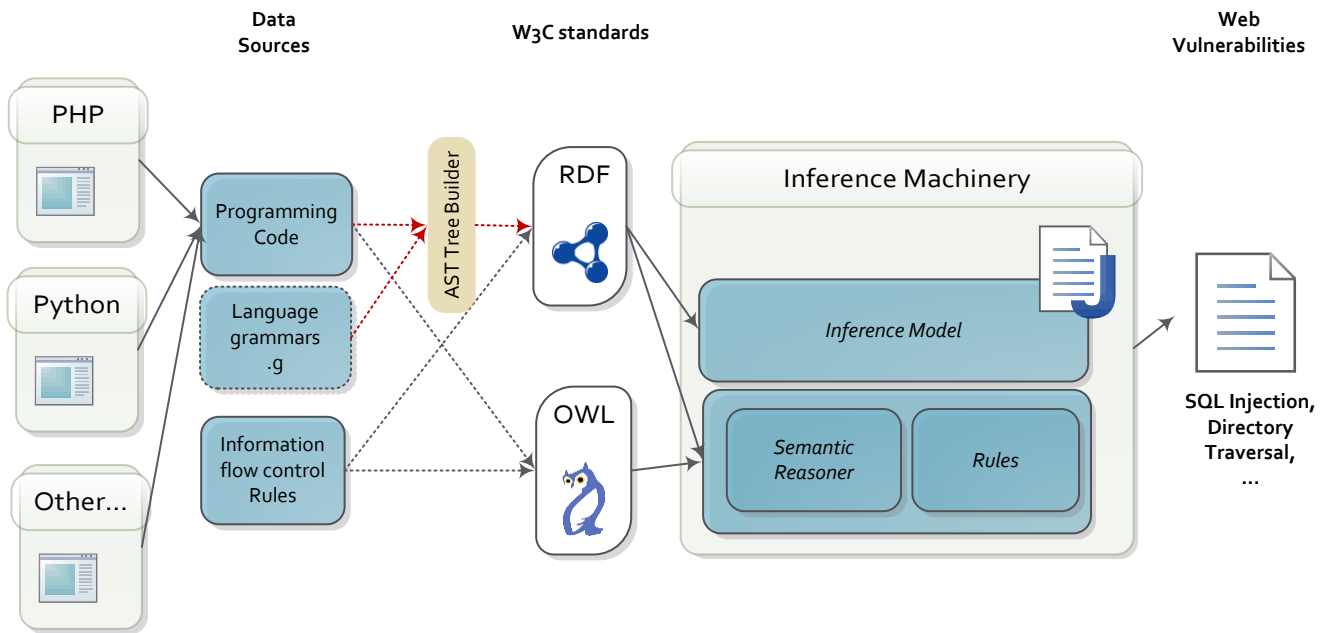 Data
Sources
W3C standards
Web
Vulnerabilities
PHP
Python
Other...
Programming
Code
Language
grammars
.g
Information
flow control
Rules
AST Tree Builder
RDF
OWL
Inference Machinery
Inference Model
Semantic
Reasoner
Rules
SQL Injection,
Directory
Traversal,
...